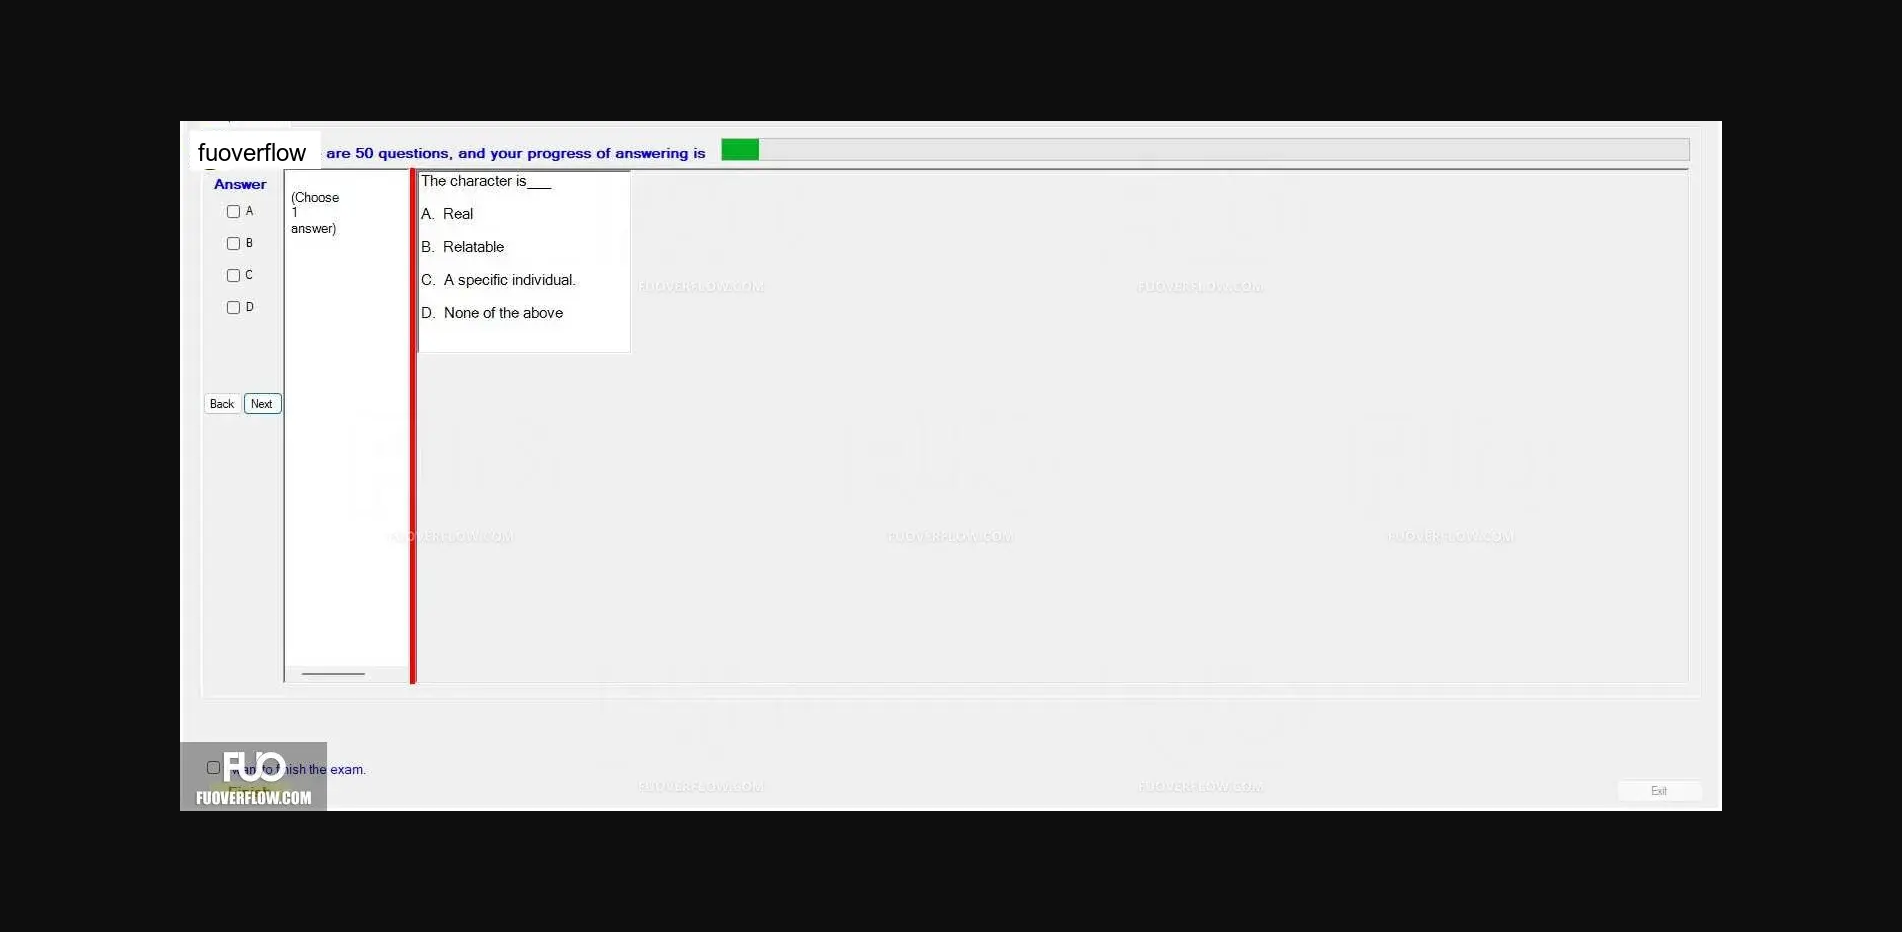 fuoverflow
are 50 questions, and your progress of answering is
Answer
A
B
C
D
Back Next
(Choose
1
answer)
The character is___
A. Real
B. Relatable
C. A specific individual.
D. None of the above
FUOVERFLOW.COM FUOVERFLOW.COM
FUOVERFLOW.COM FUOVERFLOW.COM FUOVERFLOW.COM
FUOVERFLOW.COM FUOVERFLOW.COM
want to finish the exam.
Finish
FUO
FUOVERFLOW.COM
Exit